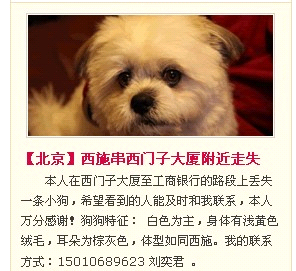 【北京】西施串西门子大厦附近走失
本人在西门子大厦至工商银行的路段上丢失
一条小狗，希望看到的人能及时和我联系，本人
万分感谢！狗狗特征： 白色为主，身体有浅黄色
绒毛，耳朵为棕灰色，体型如同西施。我的联系
方式：15010689623 刘奕君 。